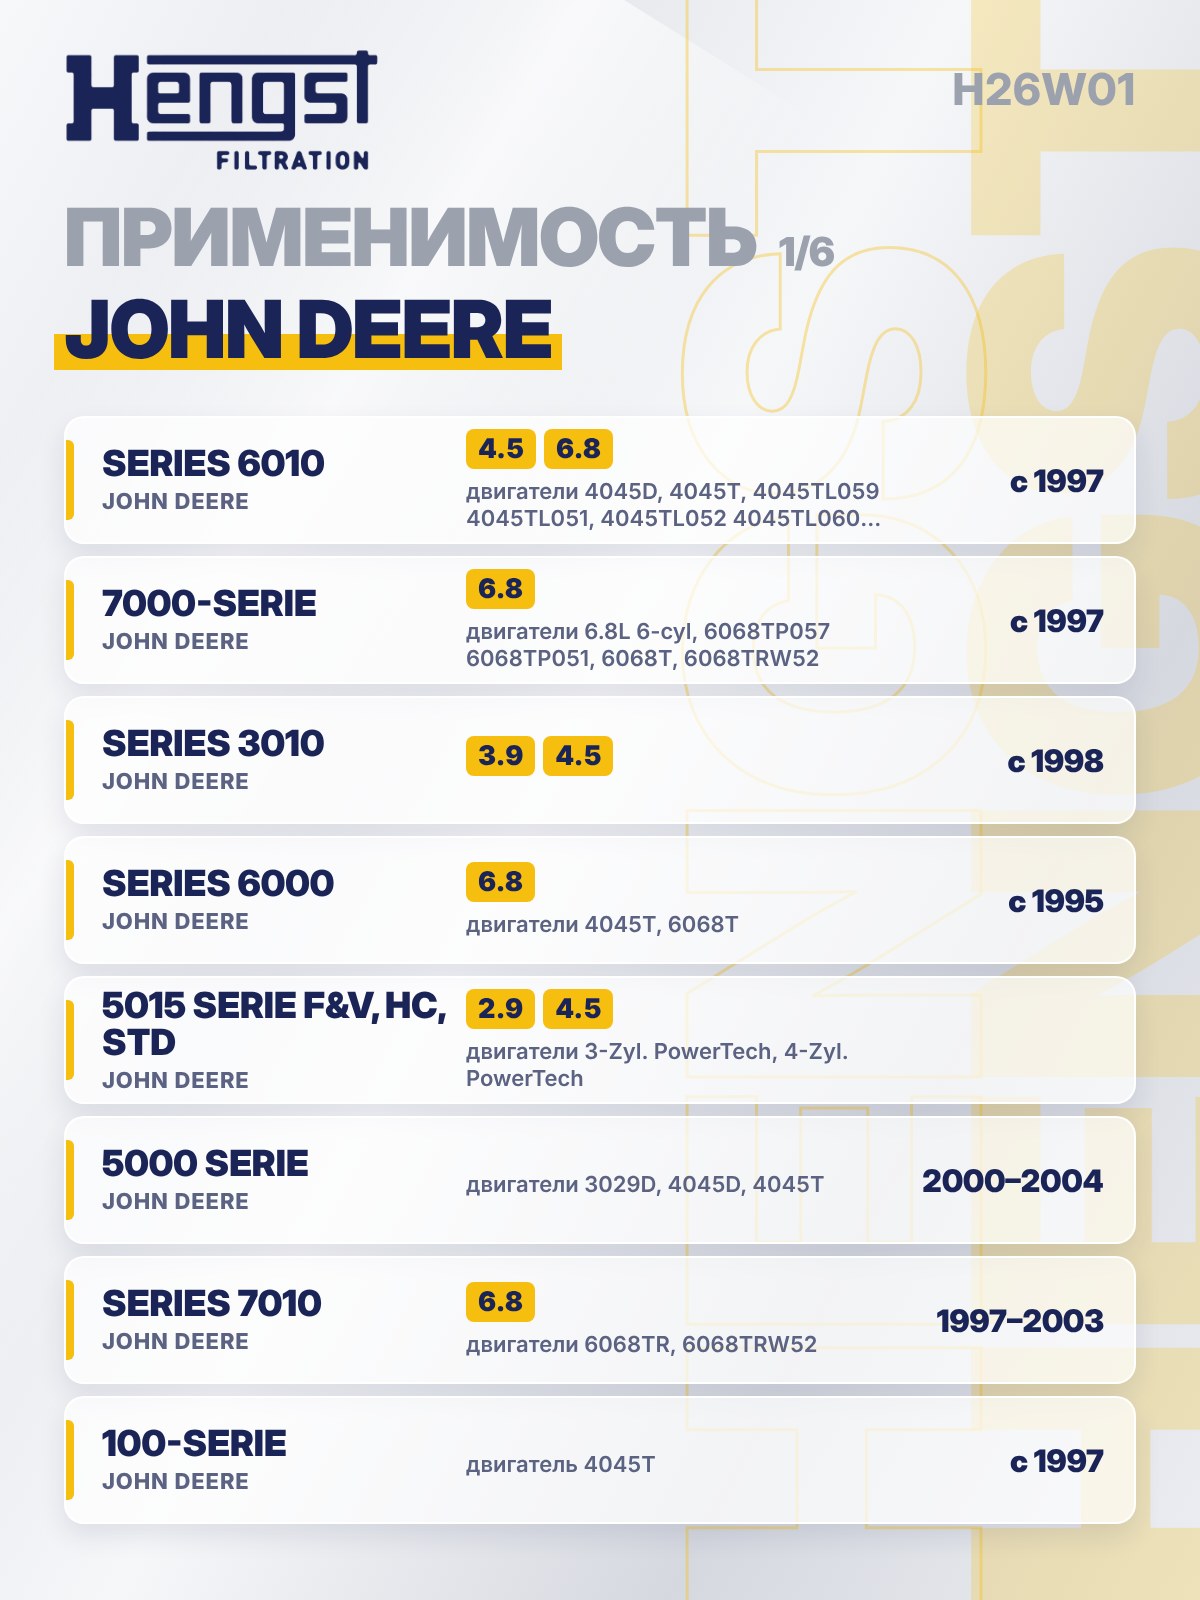 Hengst
FILTRATION
H26W01
ПРИМЕНИМОСТЬ 1/6
JOHN DEERE
SERIES 6010
JOHN DEERE
4.5 6.8
двигатели 4045D, 4045T, 4045TL059
4045TL051, 4045TL052 4045TL060...
с 1997
7000-SERIE
JOHN DEERE
6.8
двигатели 6.8L 6-cyl, 6068TP057
6068TP051, 6068T, 6068TRW52
с 1997
SERIES 3010
JOHN DEERE
3.9 4.5
с 1998
SERIES 6000
JOHN DEERE
6.8
двигатели 4045T, 6068T
с 1995
5015 SERIE F&V, HC,
STD
JOHN DEERE
2.9 4.5
двигатели 3-Zyl. PowerTech, 4-Zyl.
PowerTech
5000 SERIE
JOHN DEERE
двигатели 3029D, 4045D, 4045T
2000–2004
SERIES 7010
JOHN DEERE
6.8
двигатели 6068TR, 6068TRW52
1997–2003
100-SERIE
JOHN DEERE
двигатель 4045T
с 1997
HENGST
HENGST